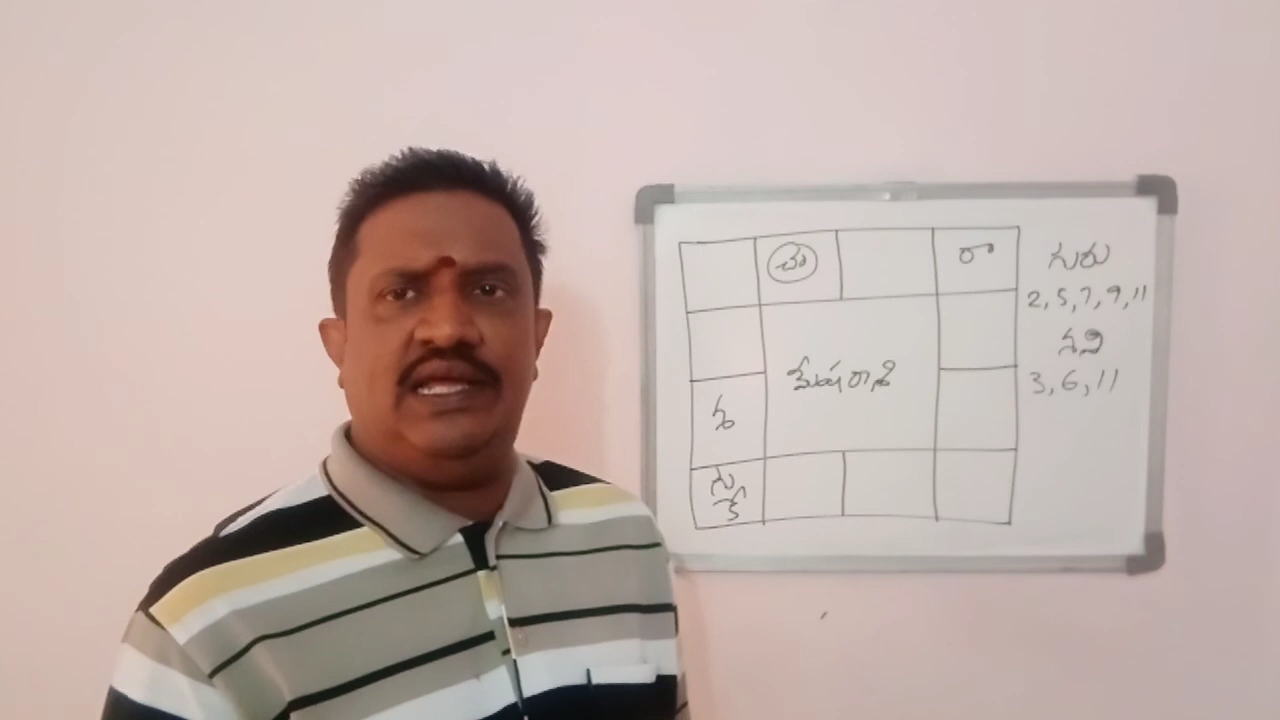 చం
రా
గురు
2, 5, 7, 9, 11
శని
3, 6, 11
మేషరాశి
శ
గు
కే